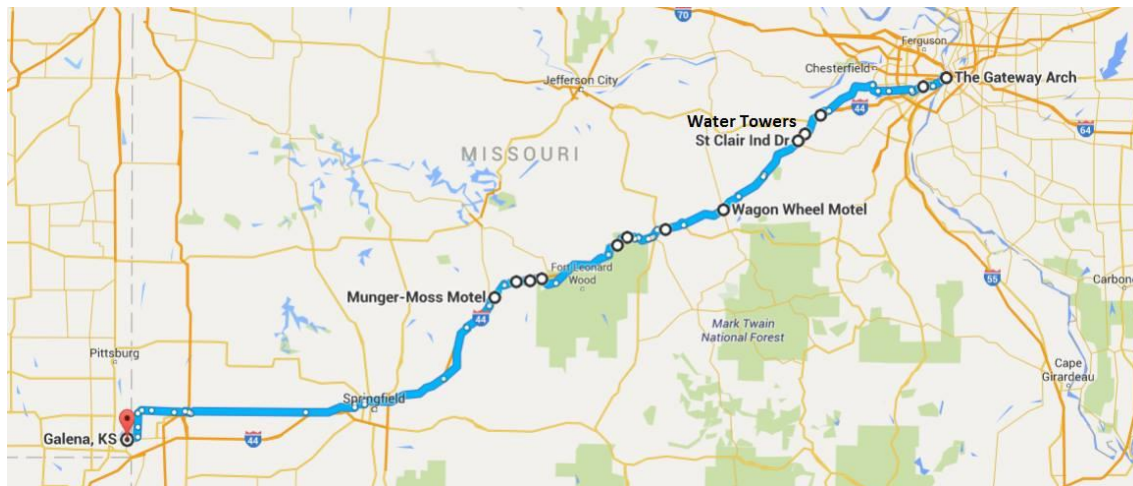 70
Ferguson
Chesterfield
The Gateway Arch
Jefferson City
44
Water Towers
64
St Clair Ind Dr
MISSOURI
Wagon Wheel Motel
Fort Leonard
Wood
55
Carbon
Munger-Moss Motel
44
Mark Twain
National Forest
Pittsburg
Cape
Girardeau
Springfield
Galena, KS
44